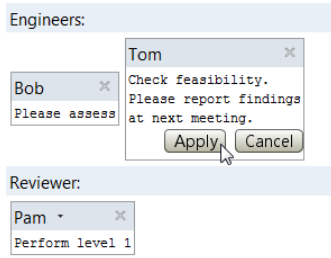 Engineers:
Bob
Please assess
Tom
Check feasibility.
Please report findings
at next meeting.
Apply
Cancel
Reviewer:
Pam
Perform level 1